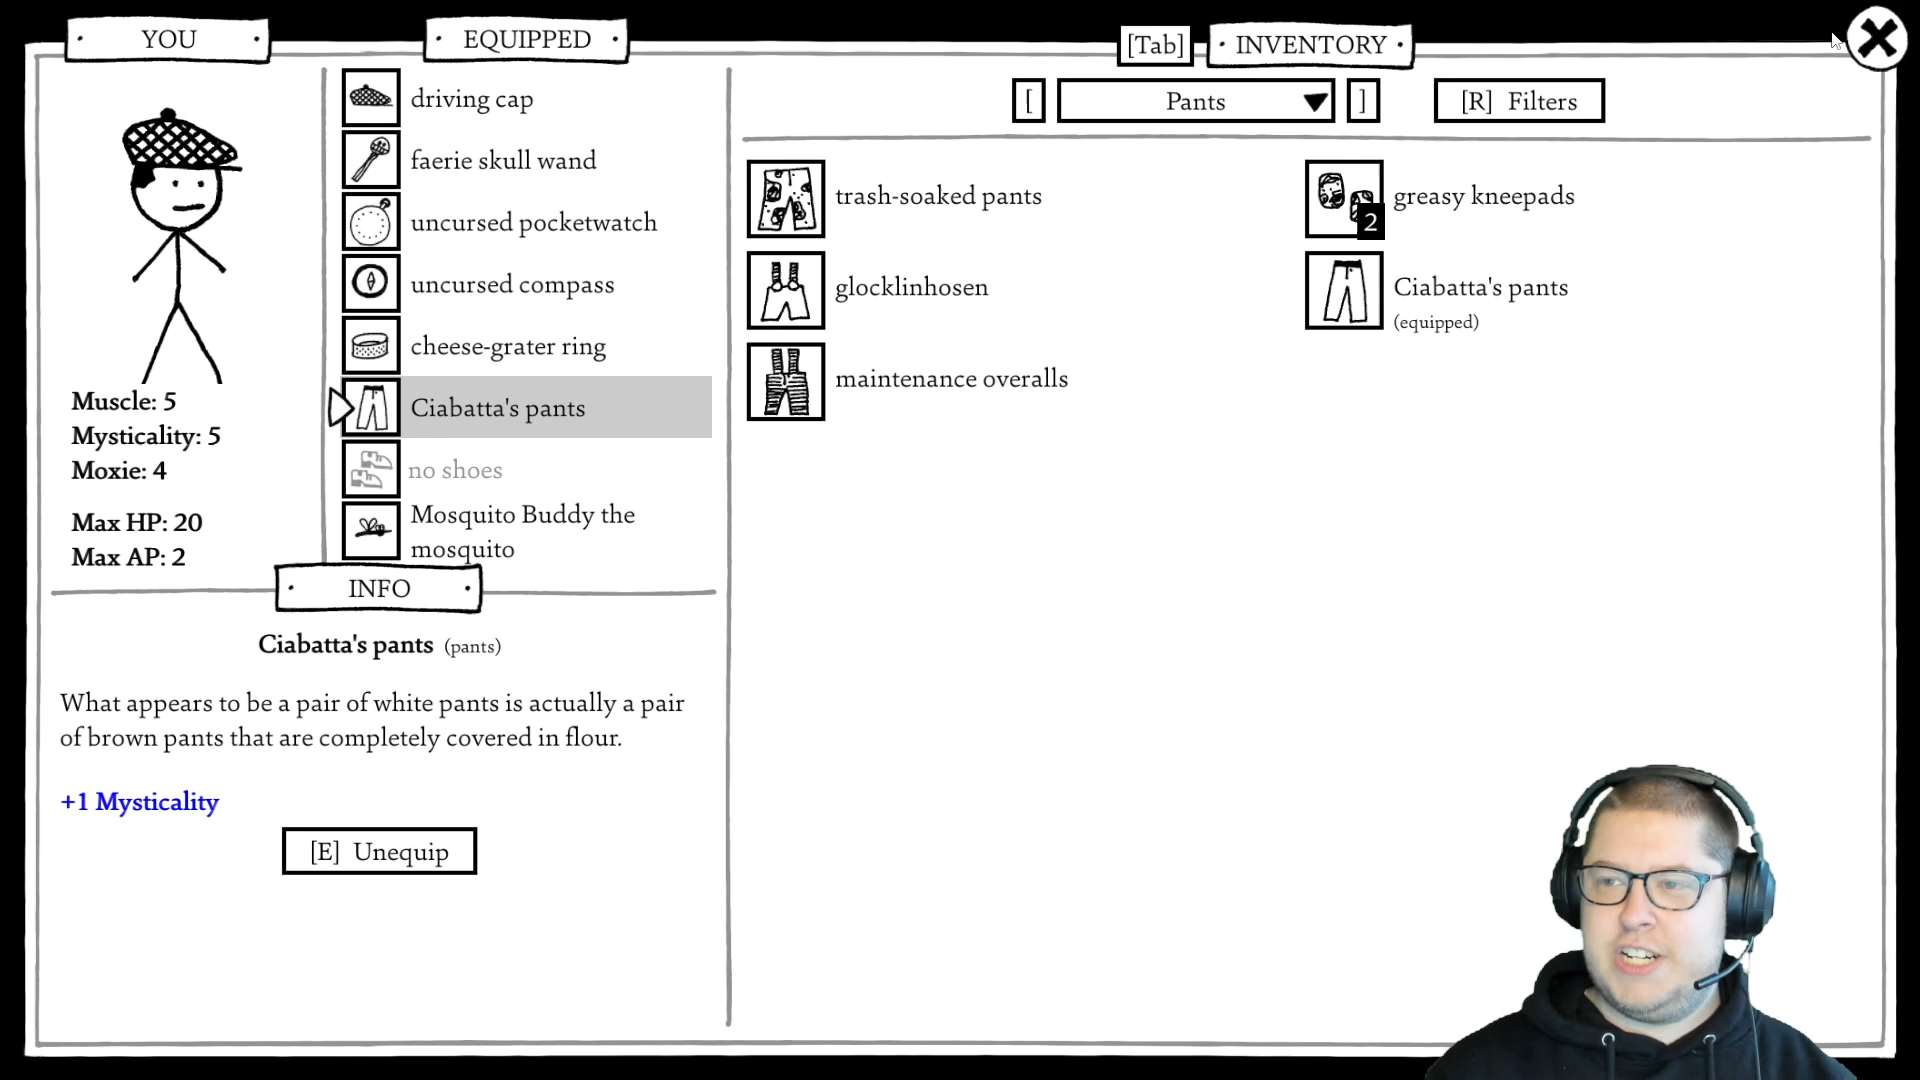 YOU
EQUIPPED
[Tab]
INVENTORY
driving cap
faerie skull wand
uncursed pocketwatch
uncursed compass
cheese-grater ring
Ciabatta's pants
no shoes
Mosquito Buddy the
mosquito
Muscle: 5
Mysticality: 5
Moxie: 4
Max HP: 20
Max AP: 2
INFO
Ciabatta's pants (pants)
What appears to be a pair of white pants is actually a pair
of brown pants that are completely covered in flour.
+1 Mysticality
[E] Unequip
[
Pants
]
[R] Filters
trash-soaked pants
2
greasy kneepads
glocklinhosen
Ciabatta's pants
(equipped)
maintenance overalls